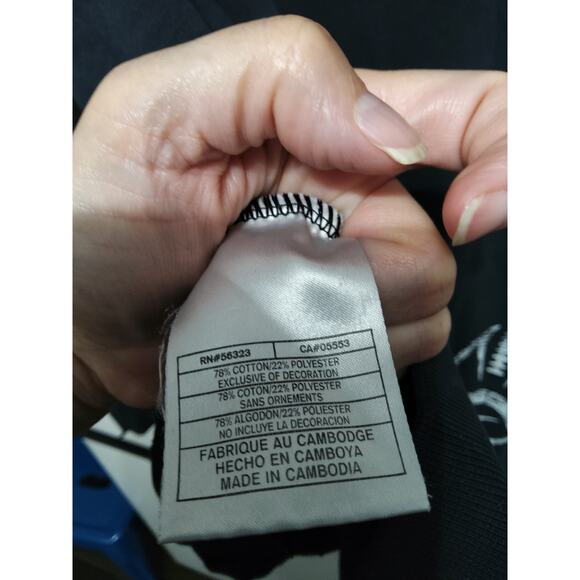 RN#56323 CA#05553
78% COTTON/22% POLYESTER
EXCLUSIVE OF DECORATION
78% COTON/22% POLYESTER
SANS ORNEMENTS
78% ALGODON/22% POLIESTER
NO INCLUYE LA DECORACION
FABRIQUE AU CAMBODGE
HECHO EN CAMBOYA
MADE IN CAMBODIA